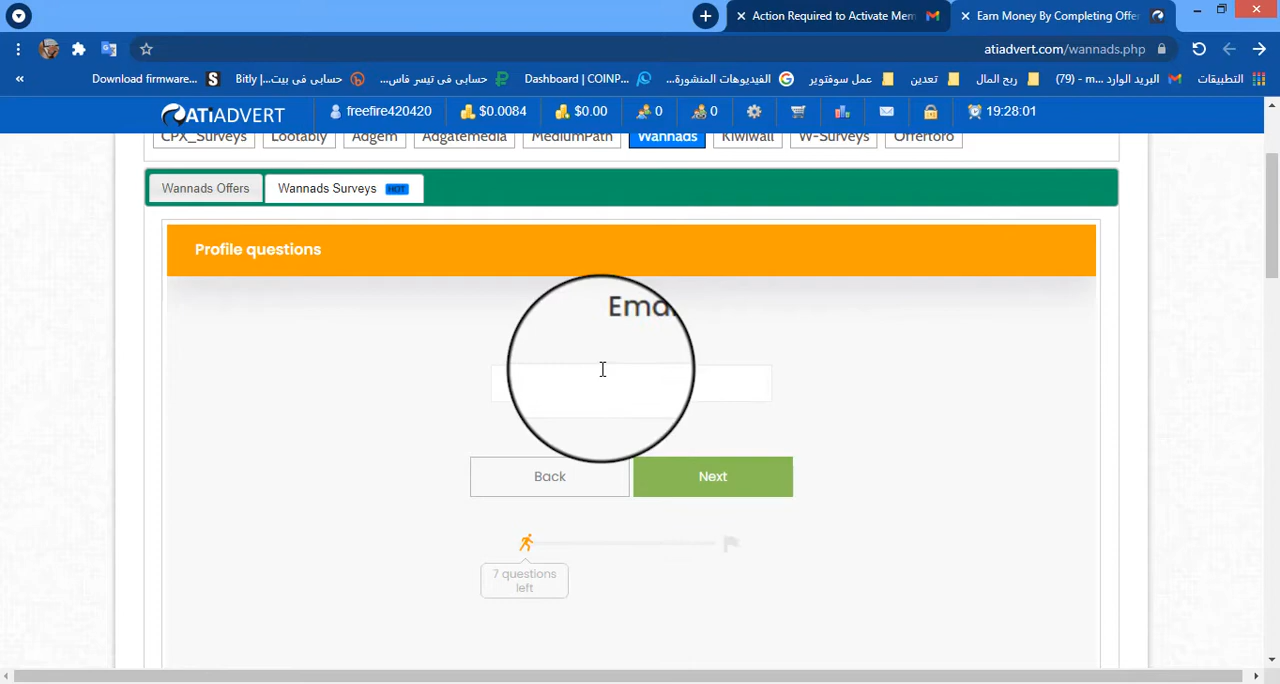 Action Required to Activate Mem
Earn Money By Completing Offer
atiadvert.com/wannads.php
« Download firmware... Bitly | حسابى فى بيت... حسابى فى تيسر فاس... Dashboard | COINP... الفيديوهات المنشورة... عمل سوفتوير تعدين ربح المال البريد الوارد (79) - m... التطبيقات
ATiADVERT freefire420420 $0.0084 $0.00 0 0 19:28:01
CPX_Surveys Lootably Adgem Adgatemedia MediumPath Wannads Kiwiwall W-Surveys Offertoro
Wannads Offers Wannads Surveys HOT
Profile questions
Emai
Back Next
7 questions
left